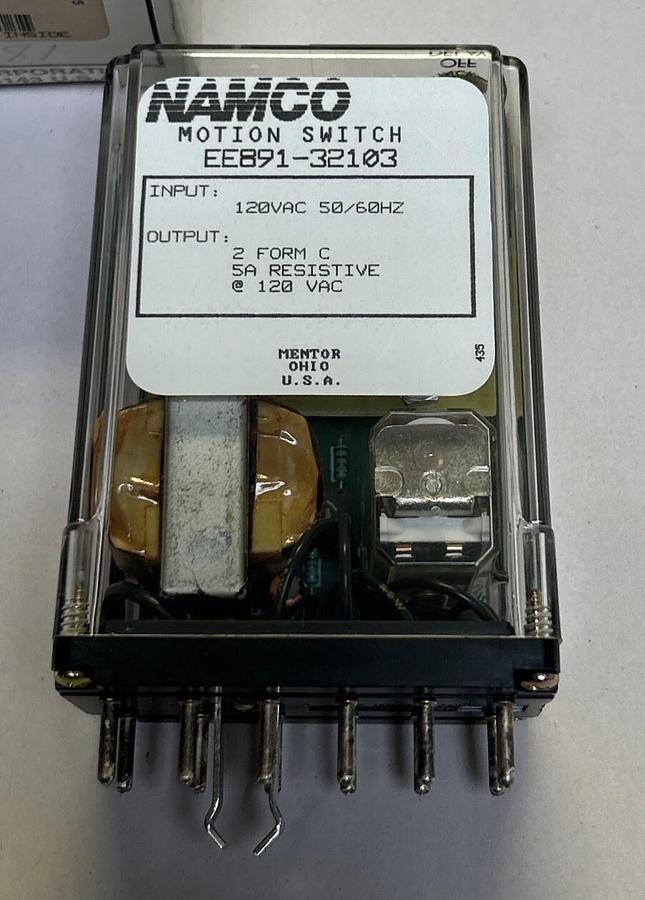 INSIDE
OFF
NAMCO
MOTION SWITCH
EE891-32103
INPUT:
120VAC 50/60HZ
OUTPUT:
2 FORM C
5A RESISTIVE
@ 120 VAC
435
MENTOR
OHIO
U.S.A.